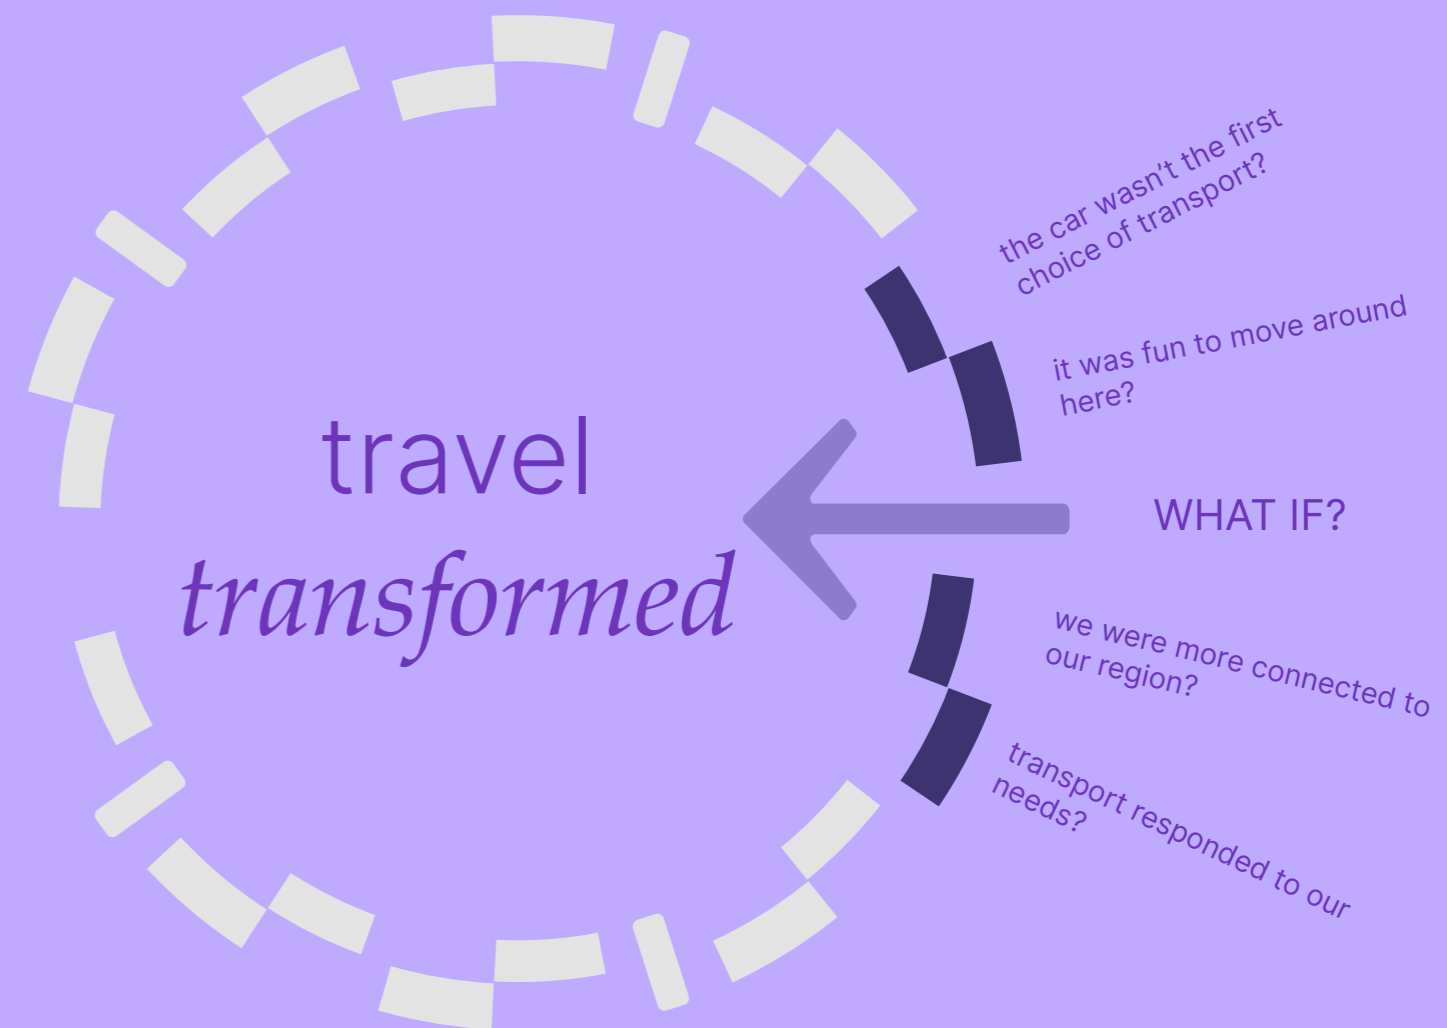 the car wasn't the first
choice of transport?
it was fun to move around
here?
travel
transformed
WHAT IF?
we were more connected to
our region?
transport responded to our
needs?